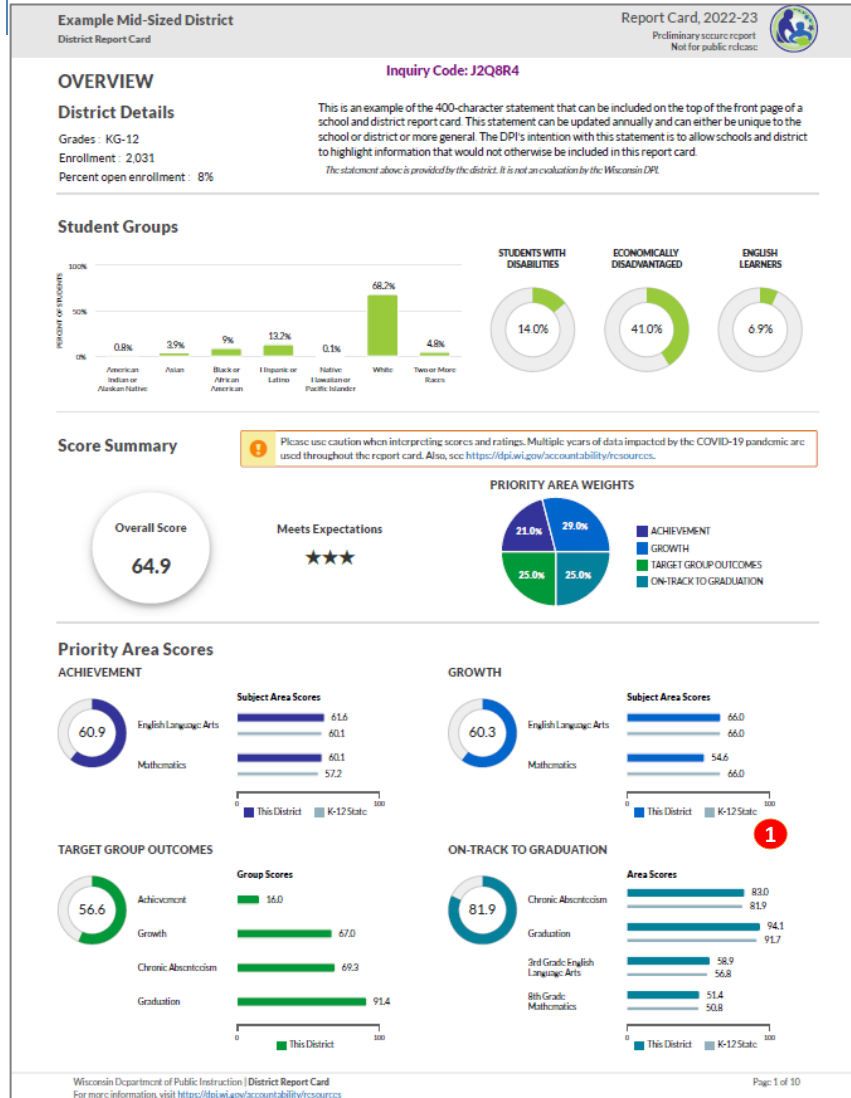 Example Mid-Sized District
District Report Card
Report Card, 2022-23
Preliminary secure report
Not for public release
OVERVIEW
Inquiry Code: J2Q8R4
District Details
Grades : KG-12
Enrollment : 2,031
Percent open enrollment : 8%
This is an example of the 400-character statement that can be included on the top of the front page of a
school and district report card. This statement can be updated annually and can either be unique to the
school or district or more general. The DPI's intention with this statement is to allow schools and district
to highlight information that would not otherwise be included in this report card.
The statement above is provided by the district. It is not an evaluation by the Wisconsin DPI.
Student Groups
PERCENT OF STUDENTS
100%
50%
0%
0.8%
3.9%
9%
13.2%
0.1%
68.2%
4.8%
American
Indian or
Alaskan Native
Asian
Black or
African
American
Hispanic or
Latino
Native
Hawaiian or
Pacific Islander
White
Two or More
Races
STUDENTS WITH
DISABILITIES
14.0%
ECONOMICALLY
DISADVANTAGED
41.0%
ENGLISH
LEARNERS
6.9%
Score Summary
!
Please use caution when interpreting scores and ratings. Multiple years of data impacted by the COVID-19 pandemic are
used throughout the report card. Also, see https://dpi.wi.gov/accountability/resources.
Overall Score
64.9
Meets Expectations
★★★
PRIORITY AREA WEIGHTS
21.0%
29.0%
25.0%
25.0%
ACHIEVEMENT
GROWTH
TARGET GROUP OUTCOMES
ON-TRACK TO GRADUATION
Priority Area Scores
ACHIEVEMENT
60.9
Subject Area Scores
English Language Arts
61.6
60.1
Mathematics
60.1
57.2
0
100
This District
K-12 State
GROWTH
60.3
Subject Area Scores
English Language Arts
66.0
66.0
Mathematics
54.6
66.0
0
100
This District
K-12 State
1
TARGET GROUP OUTCOMES
56.6
Group Scores
Achievement
16.0
Growth
67.0
Chronic Absenteeism
69.3
Graduation
91.4
0
100
This District
ON-TRACK TO GRADUATION
81.9
Area Scores
Chronic Absenteeism
83.0
81.9
Graduation
94.1
91.7
3rd Grade English
Language Arts
58.9
56.8
8th Grade
Mathematics
51.4
50.8
0
100
This District
K-12 State
Wisconsin Department of Public Instruction | District Report Card
For more information, visit https://dpi.wi.gov/accountability/resources
Page 1 of 10